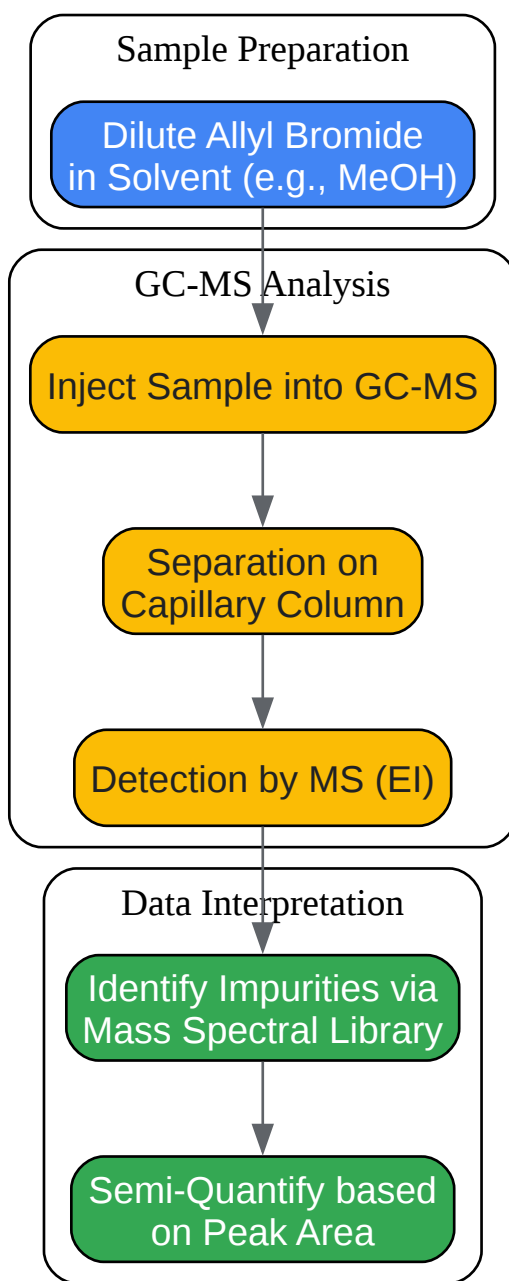 Sample Preparation
Dilute Allyl Bromide
in Solvent (e.g., MeOH)
GC-MS Analysis
Inject Sample into GC-MS
Separation on
Capillary Column
Detection by MS (EI)
Data Interpretation
Identify Impurities via
Mass Spectral Library
Semi-Quantify based
on Peak Area